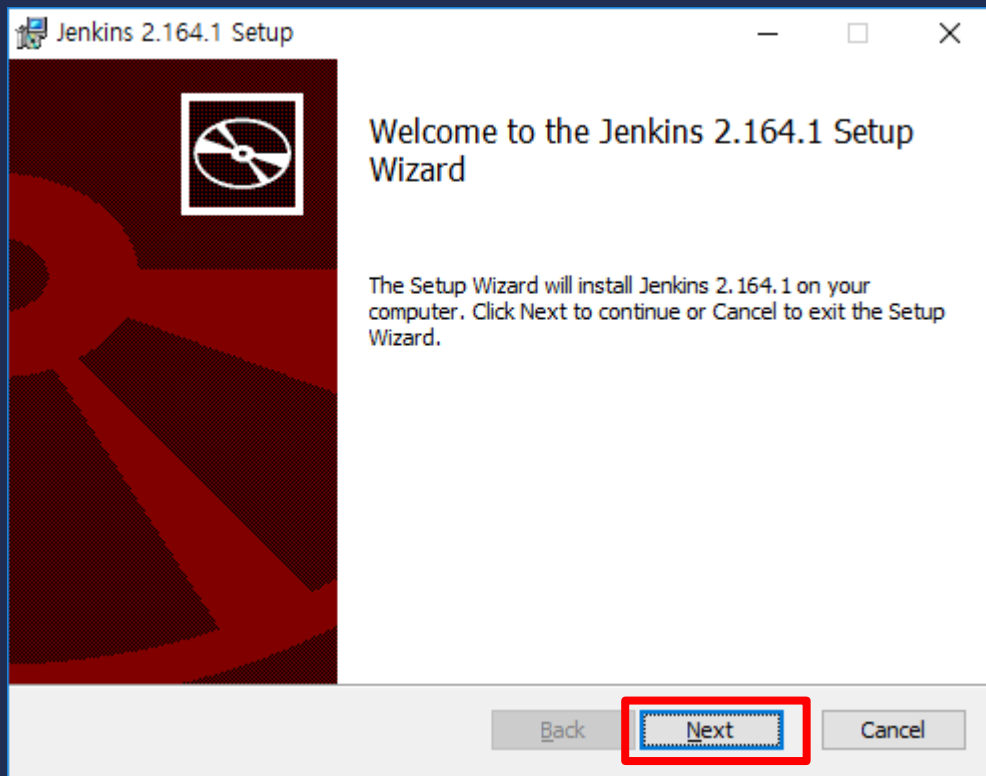 Jenkins 2.164.1 Setup
Welcome to the Jenkins 2.164.1 Setup
Wizard
The Setup Wizard will install Jenkins 2.164.1 on your
computer. Click Next to continue or Cancel to exit the Setup
Wizard.
Back Next Cancel